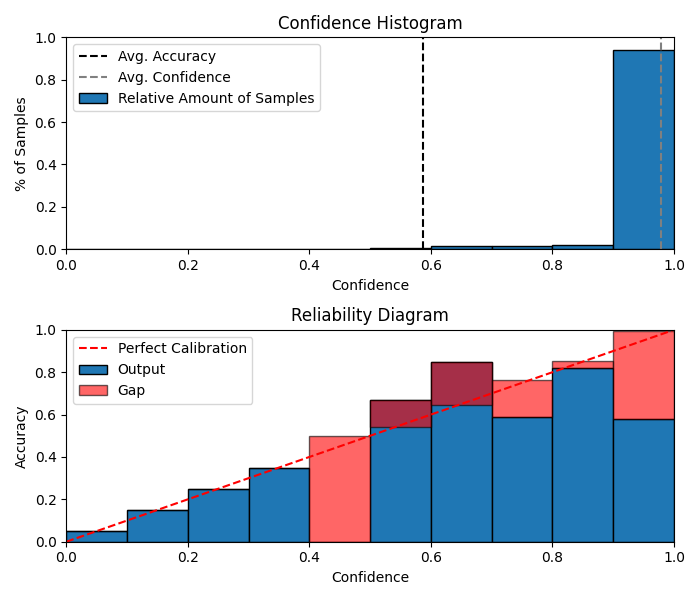 Confidence Histogram
1.0
0.8
0.6
0.4
0.2
0.0
% of Samples
Avg. Accuracy
Avg. Confidence
Relative Amount of Samples
0.0 0.2 0.4 0.6 0.8 1.0
Confidence
Reliability Diagram
1.0
0.8
0.6
0.4
0.2
0.0
Accuracy
Perfect Calibration
Output
Gap
0.0 0.2 0.4 0.6 0.8 1.0
Confidence